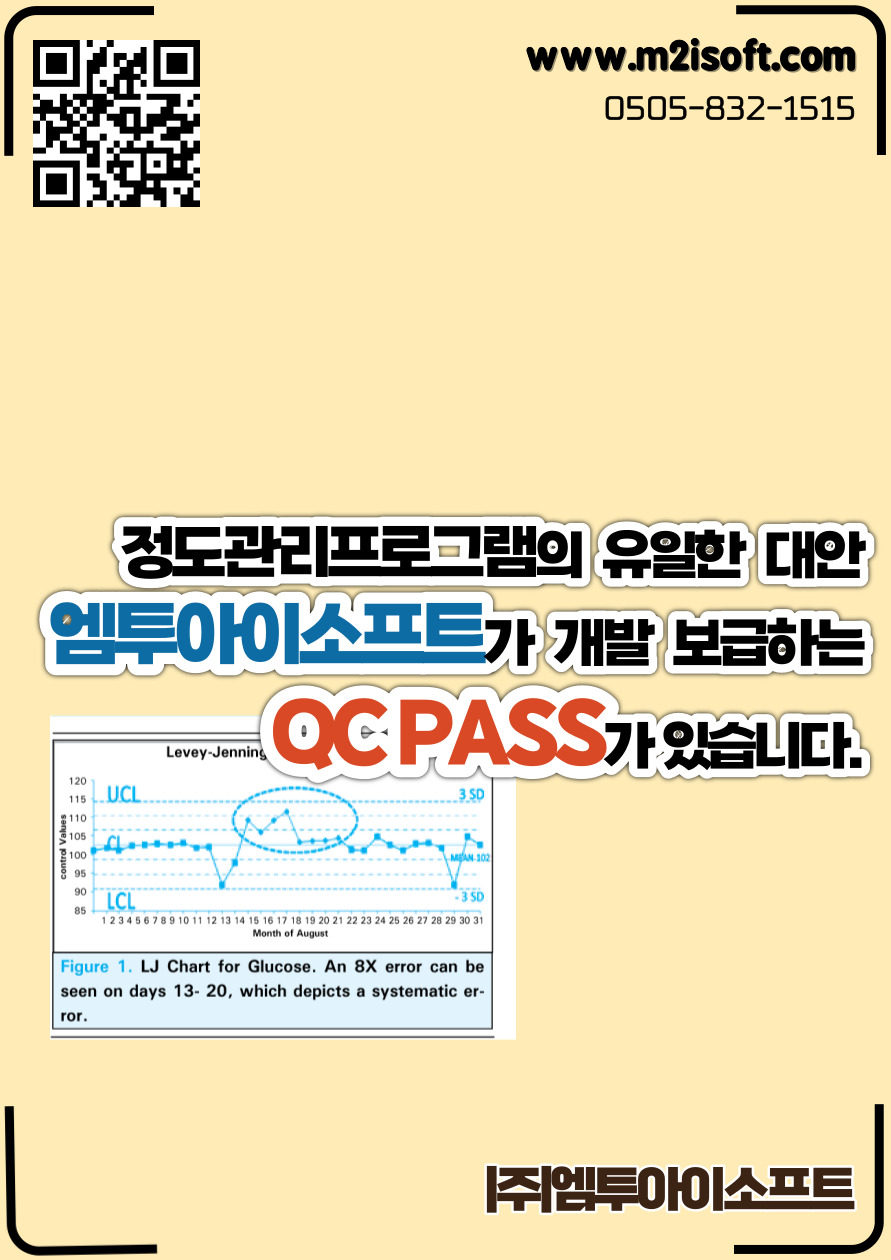 www.m2isoft.com
0505-832-1515
정도관리프로그램의 유일한 대안
엠투아이소프트가 개발 보급하는
QC PASS가 있습니다.
Levey-Jenning
120
115
110
105
100
95
90
85
control Values
UCL
CL
LCL
3 SD
MEAN-102
- 3 SD
1 2 3 4 5 6 7 8 9 10 11 12 13 14 15 16 17 18 19 20 21 22 23 24 25 26 27 28 29 30 31
Month of August
Figure 1. LJ Chart for Glucose. An 8X error can be
seen on days 13- 20, which depicts a systematic er-
ror.
|주|엠투아이소프트